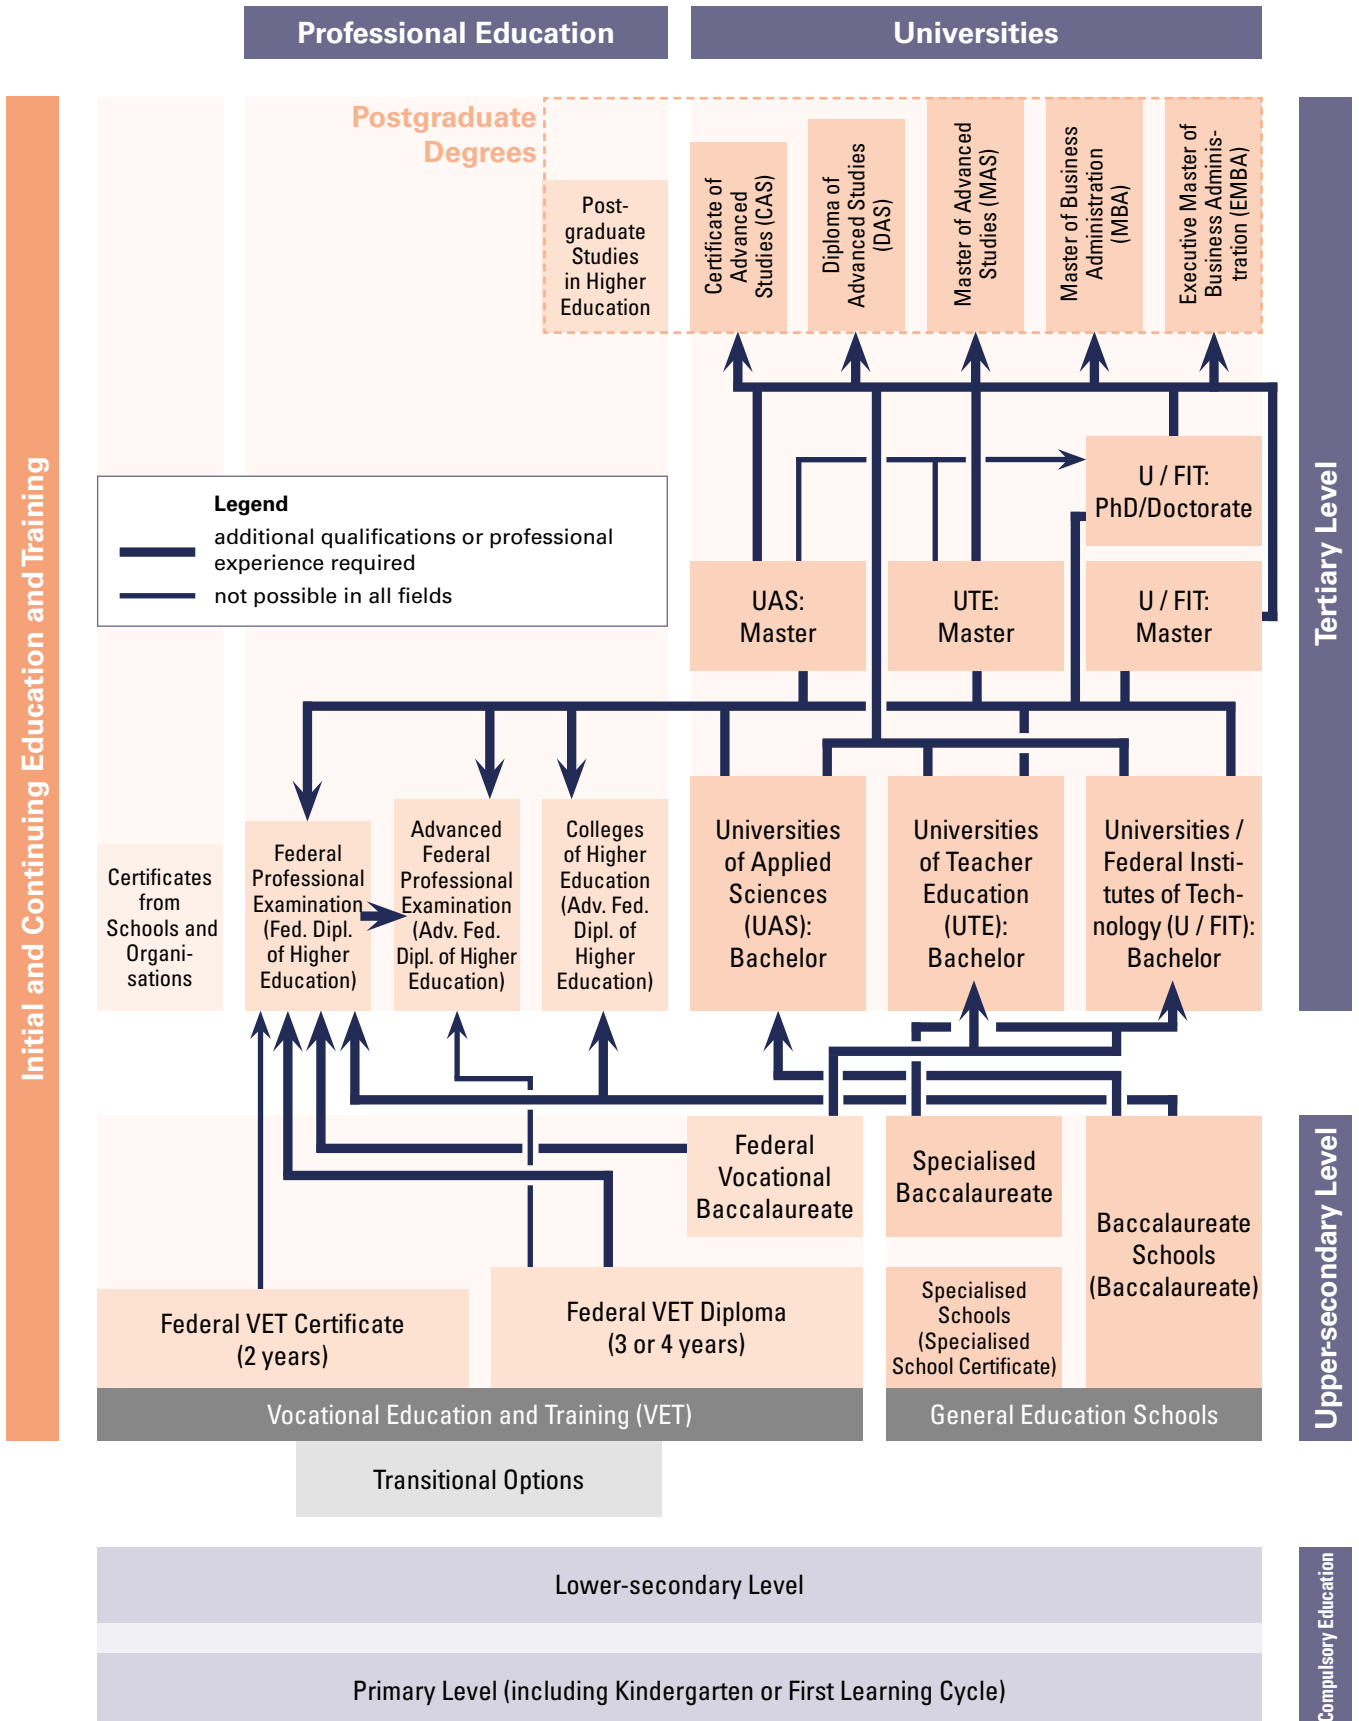 Professional Education
Universities
Initial and Continuing Education and Training
Postgraduate
Degrees
Post-
graduate
Studies
in Higher
Education
Certificate of
Advanced
Studies (CAS)
Diploma of
Advanced Studies
(DAS)
Master of Advanced
Studies (MAS)
Master of Business
Administration
(MBA)
Executive Master of
Business Adminis-
tration (EMBA)
Tertiary Level
Legend
additional qualifications or professional
experience required
not possible in all fields
U / FIT:
PhD/Doctorate
UAS:
Master
UTE:
Master
U / FIT:
Master
Certificates
from
Schools and
Organi-
sations
Federal
Professional
Examination
(Fed. Dipl.
of Higher
Education)
Advanced
Federal
Professional
Examination
(Adv. Fed.
Dipl. of Higher
Education)
Colleges
of Higher
Education
(Adv. Fed.
Dipl. of
Higher
Education)
Universities
of Applied
Sciences
(UAS):
Bachelor
Universities
of Teacher
Education
(UTE):
Bachelor
Universities /
Federal Insti-
tutes of Tech-
nology (U / FIT):
Bachelor
Federal
Vocational
Baccalaureate
Specialised
Baccalaureate
Baccalaureate
Schools
(Baccalaureate)
Upper-secondary Level
Federal VET Certificate
(2 years)
Federal VET Diploma
(3 or 4 years)
Specialised
Schools
(Specialised
School Certificate)
Vocational Education and Training (VET)
General Education Schools
Transitional Options
Lower-secondary Level
Primary Level (including Kindergarten or First Learning Cycle)
Compulsory Education